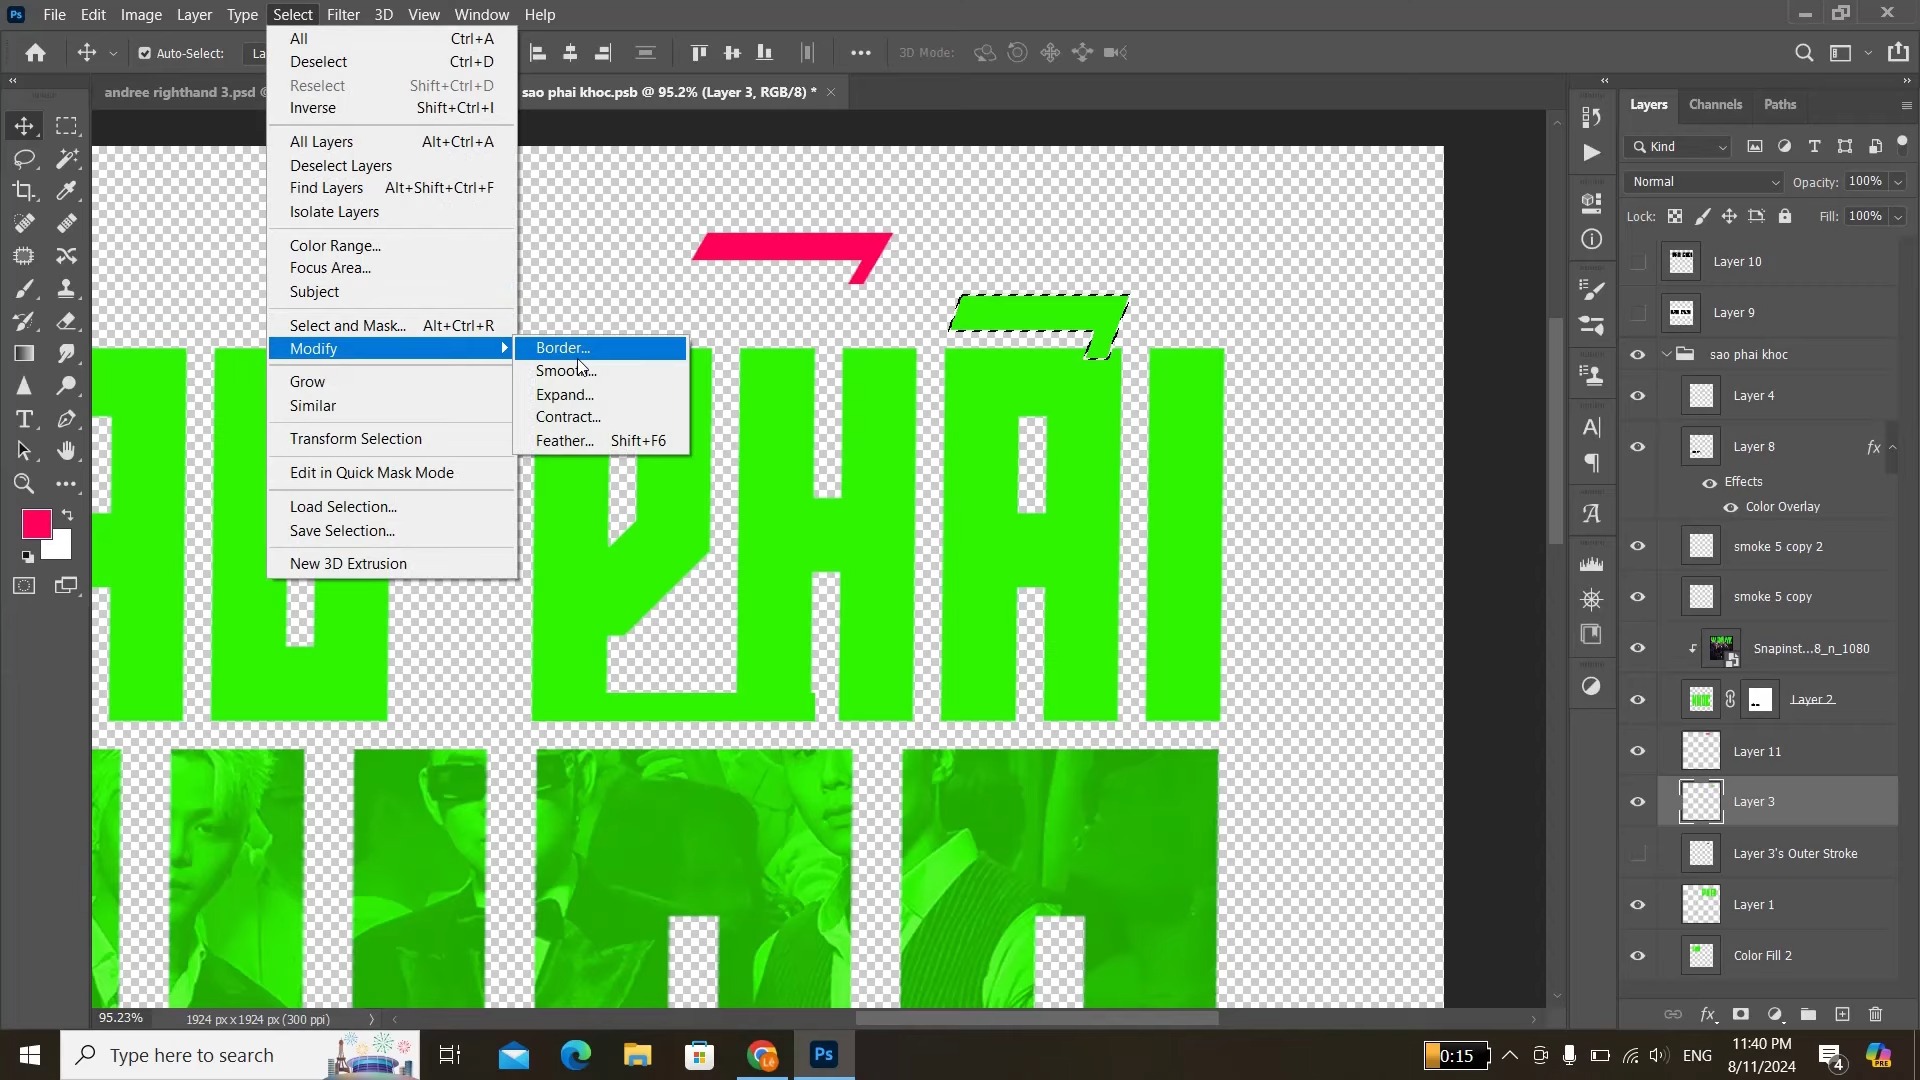 Ps File Edit Image Layer Type Select Filter 3D View Window Help
Auto-Select: La 3D Mode:
andree righthand 3.psd @ sao phai khoc.psb @ 95.2% (Layer 3, RGB/8) *
All Ctrl+A
Deselect Ctrl+D
Reselect Shift+Ctrl+D
Inverse Shift+Ctrl+I
All Layers Alt+Ctrl+A
Deselect Layers
Find Layers Alt+Shift+Ctrl+F
Isolate Layers
Color Range...
Focus Area...
Subject
Select and Mask... Alt+Ctrl+R
Modify
Grow
Similar
Transform Selection
Edit in Quick Mask Mode
Load Selection...
Save Selection...
New 3D Extrusion
Border...
Smooth...
Expand...
Contract...
Feather... Shift+F6
PHẢI
Layers Channels Paths
Kind
Normal Opacity: 100%
Lock: Fill: 100%
Layer 10
Layer 9
sao phai khoc
Layer 4
Layer 8 fx
Effects
Color Overlay
smoke 5 copy 2
smoke 5 copy
Snapinst...8_n_1080
Layer 2
Layer 11
Layer 3
Layer 3's Outer Stroke
Layer 1
Color Fill 2
95.23% 1924 px x 1924 px (300 ppi)
Type here to search
Ps
0:15
ENG
11:40 PM
8/11/2024
4
PRE